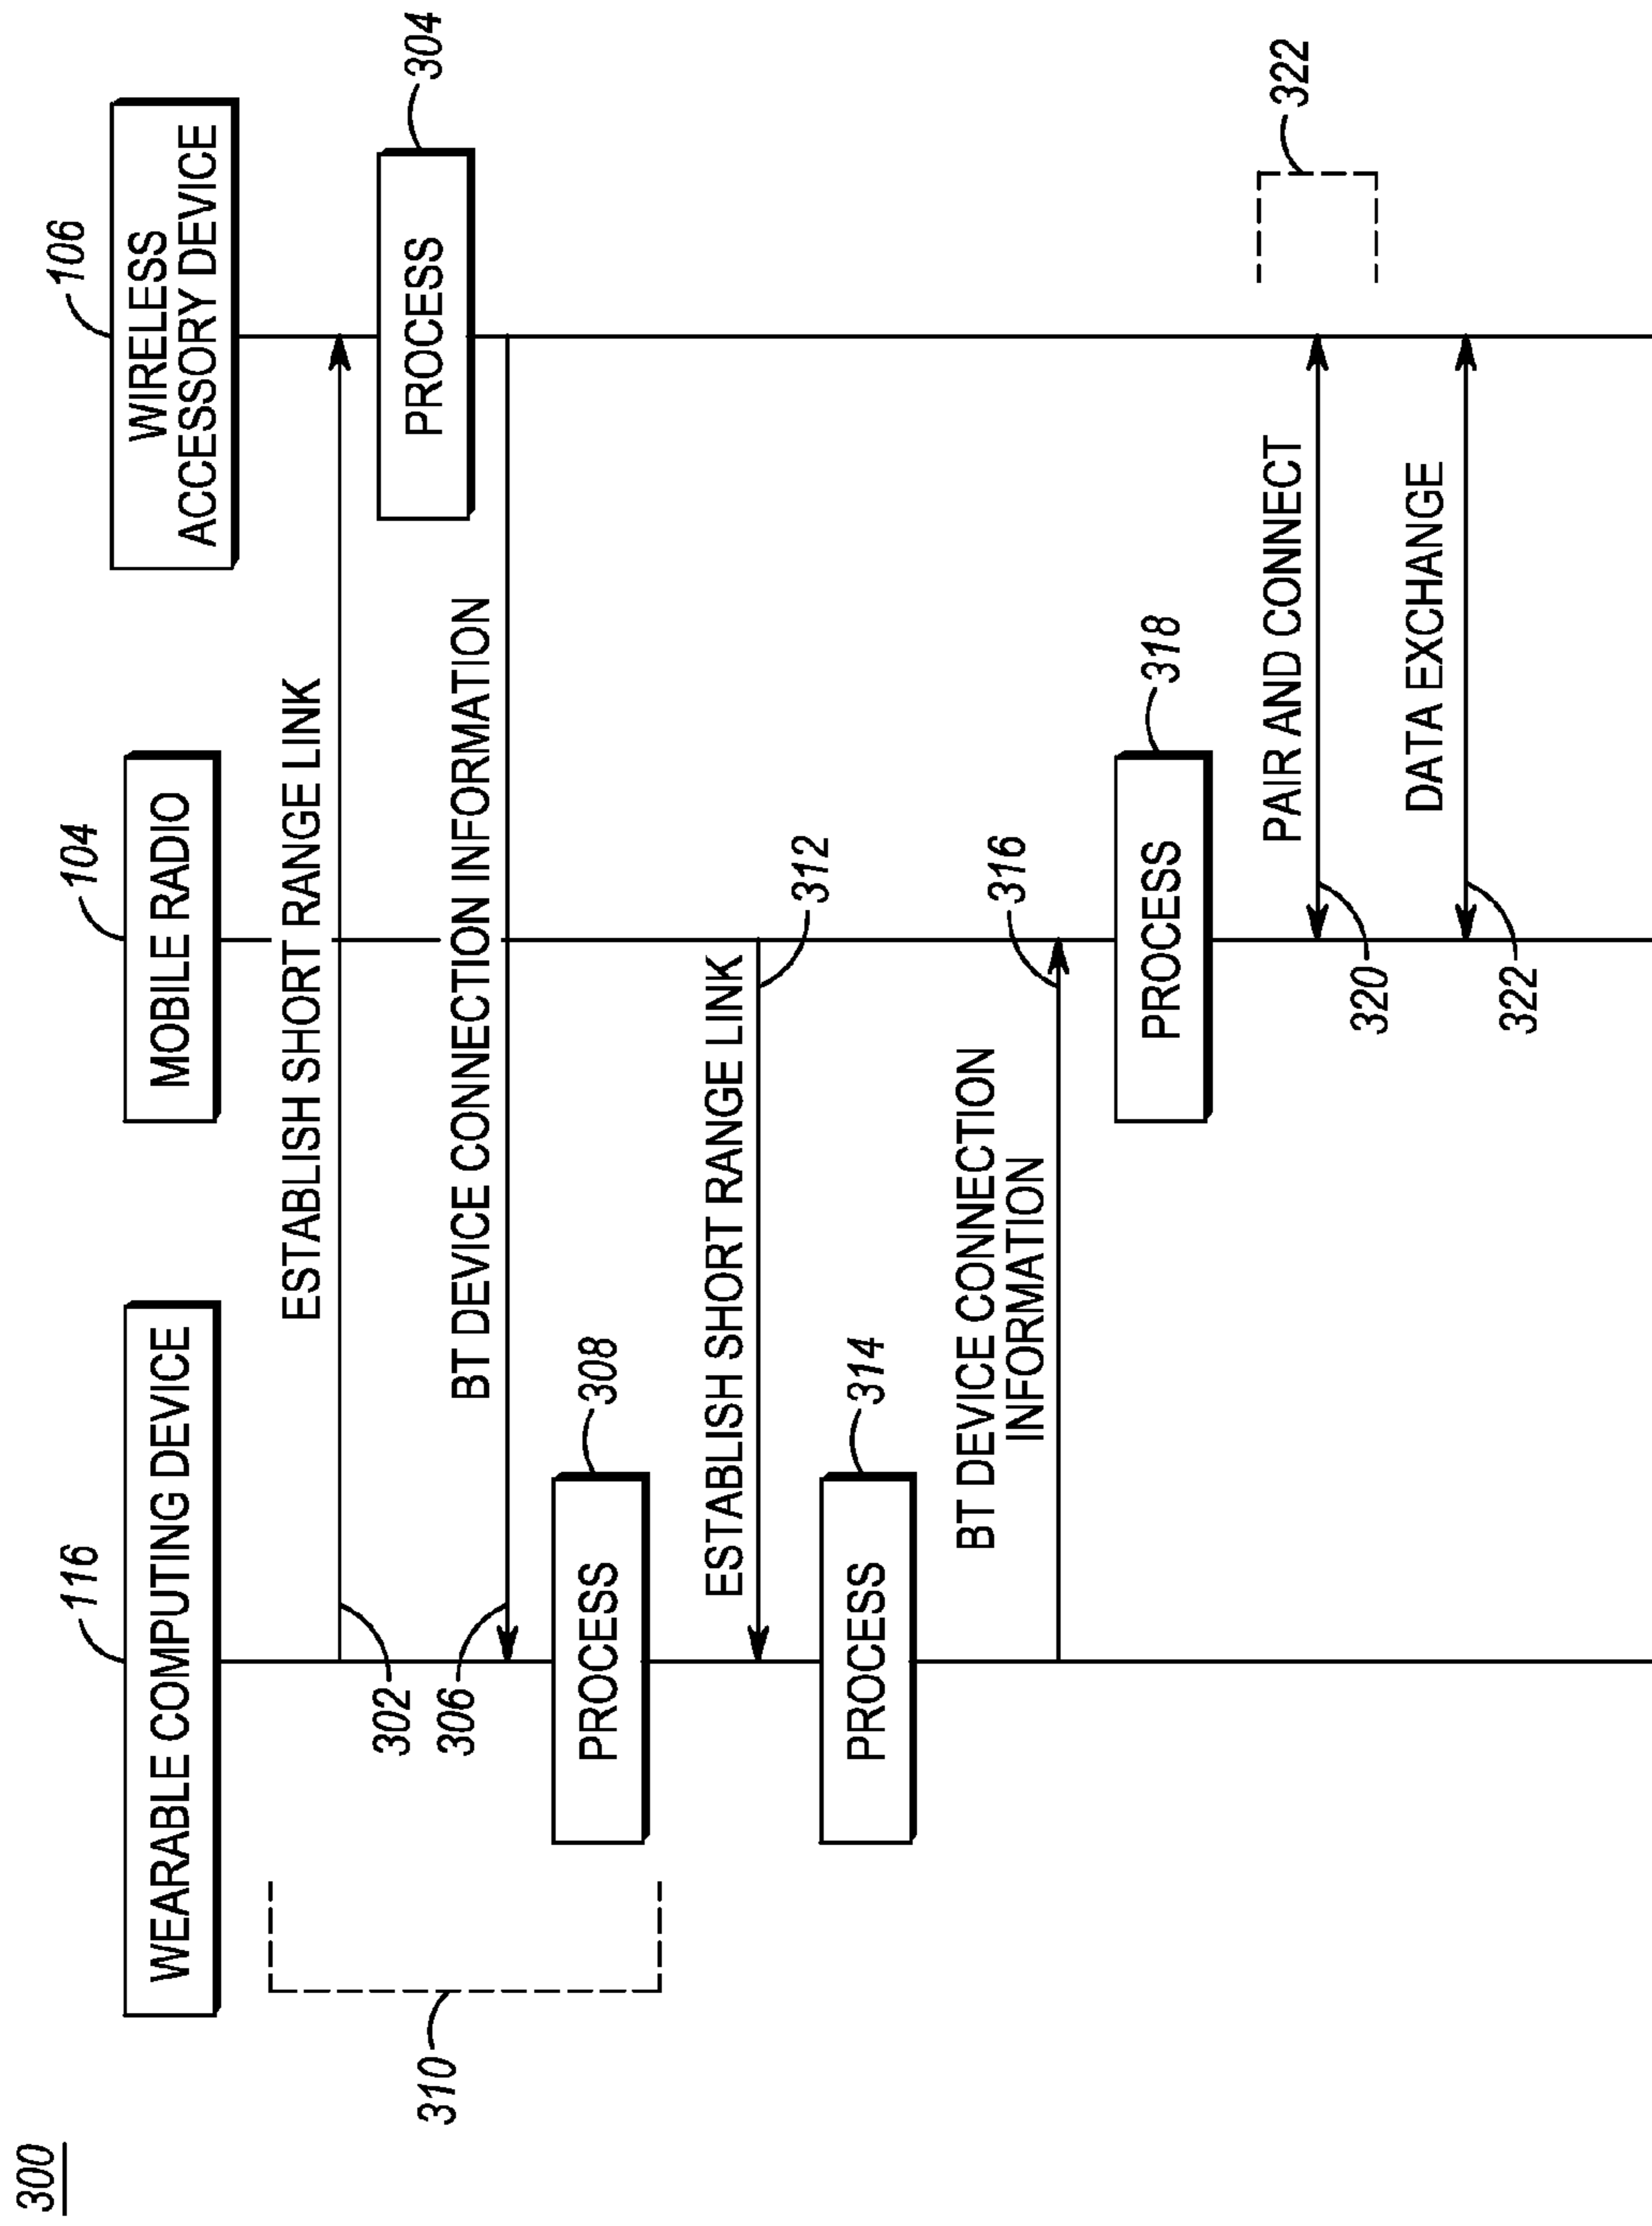 300
116
WEARABLE COMPUTING DEVICE
104
MOBILE RADIO
106
WIRELESS
ACCESSORY DEVICE
ESTABLISH SHORT RANGE LINK
302
304
PROCESS
BT DEVICE CONNECTION INFORMATION
306
310
308
PROCESS
ESTABLISH SHORT RANGE LINK
312
314
PROCESS
BT DEVICE CONNECTION
INFORMATION
316
318
PROCESS
PAIR AND CONNECT
320
322
DATA EXCHANGE
322